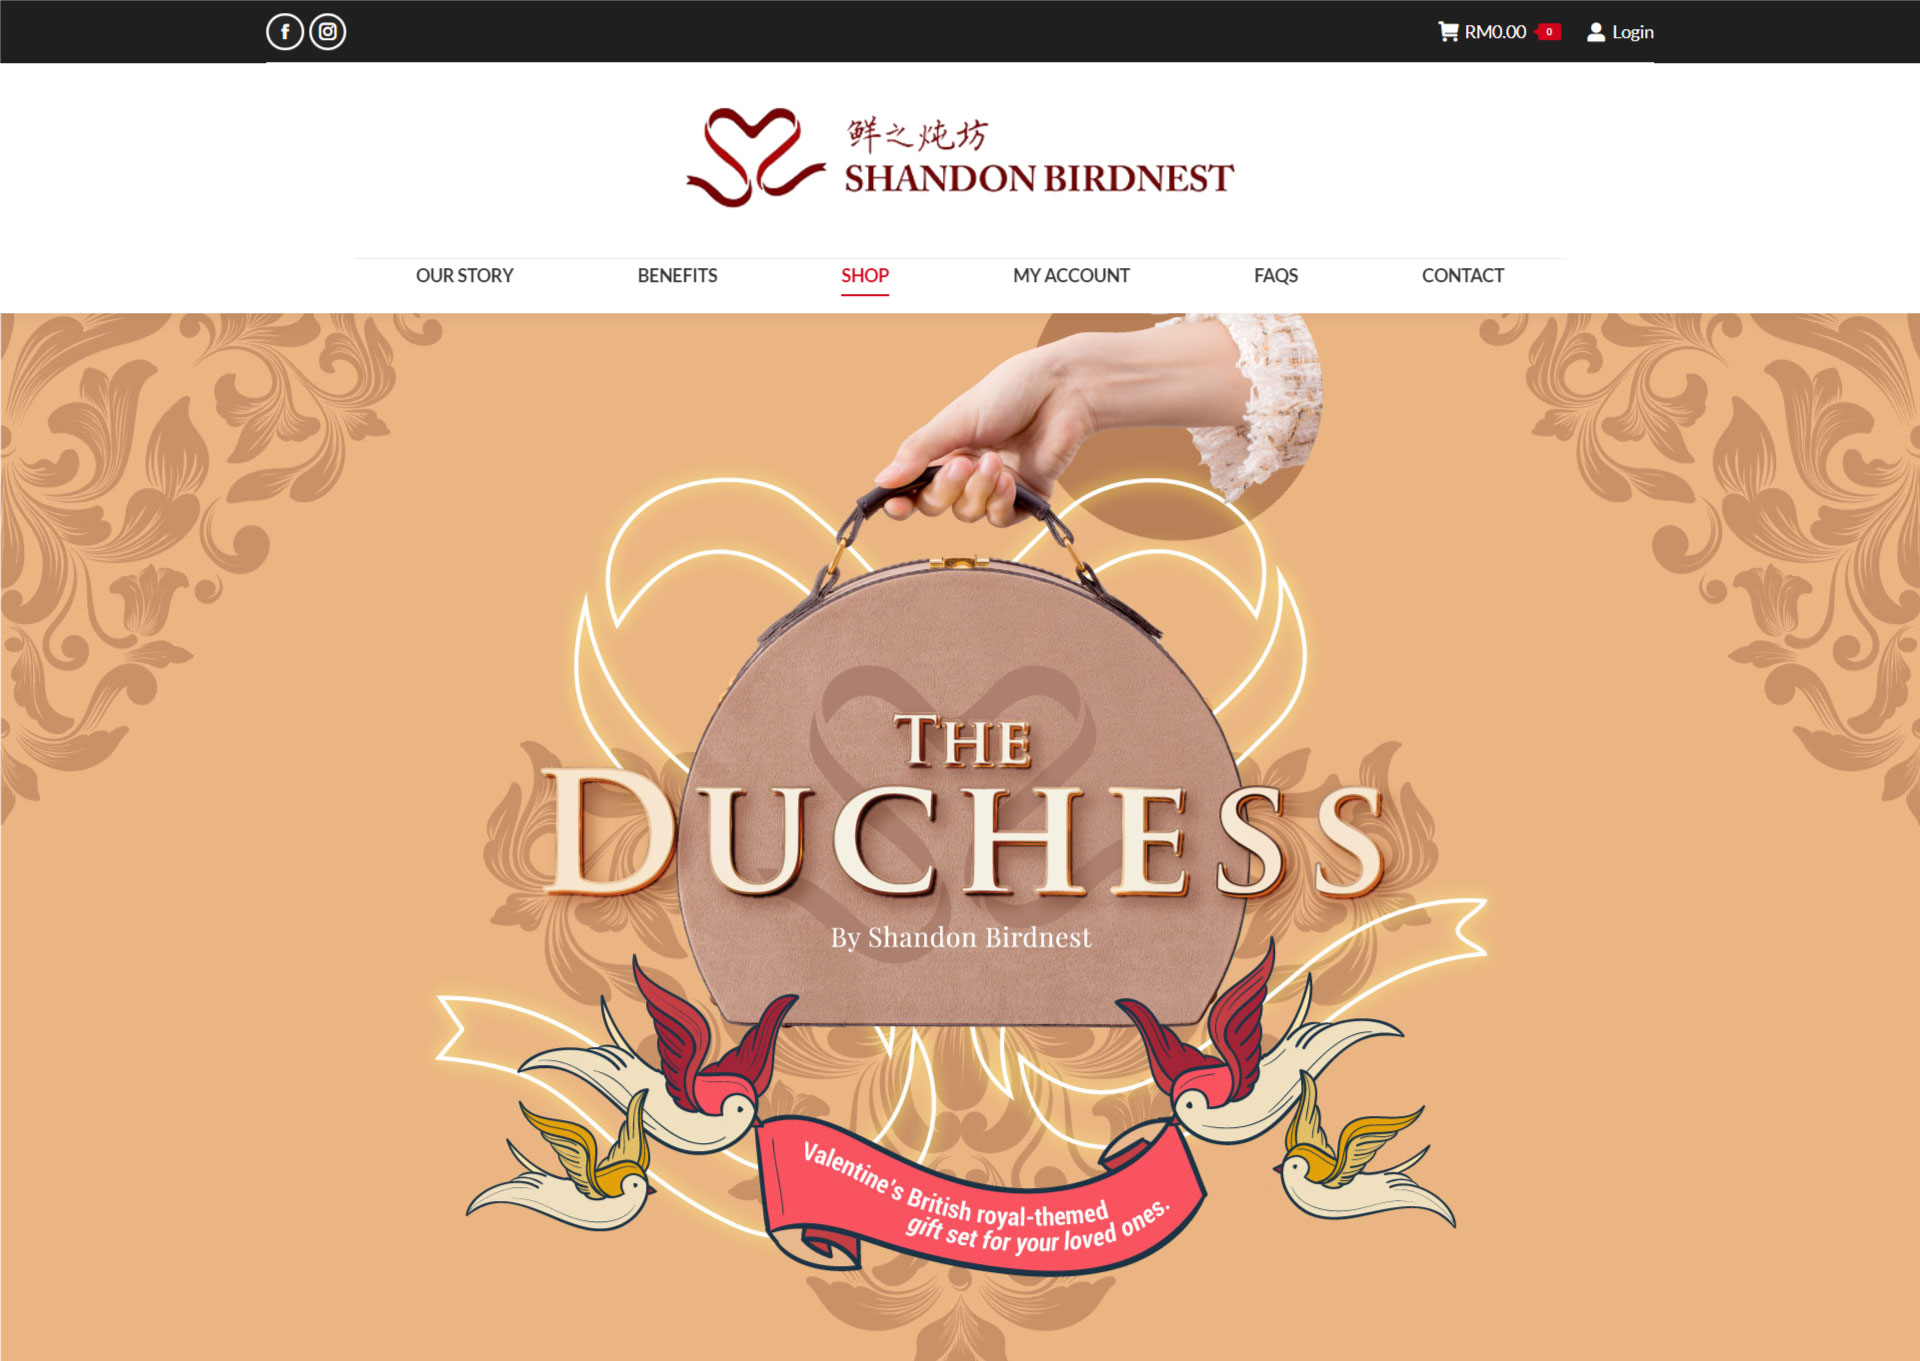 RM0.00 0 Login
鲜之炖坊
SHANDON BIRDNEST
OUR STORY BENEFITS SHOP MY ACCOUNT FAQS CONTACT
THE
DUCHESS
By Shandon Birdnest
Valentine's British royal-themed
gift set for your loved ones.